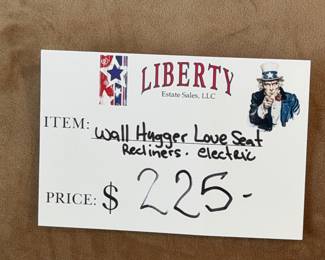 LIBERTY
Estate Sales, LLC
ITEM: Wall Hugger Love Seat
Recliners. electric
PRICE: $ 225-